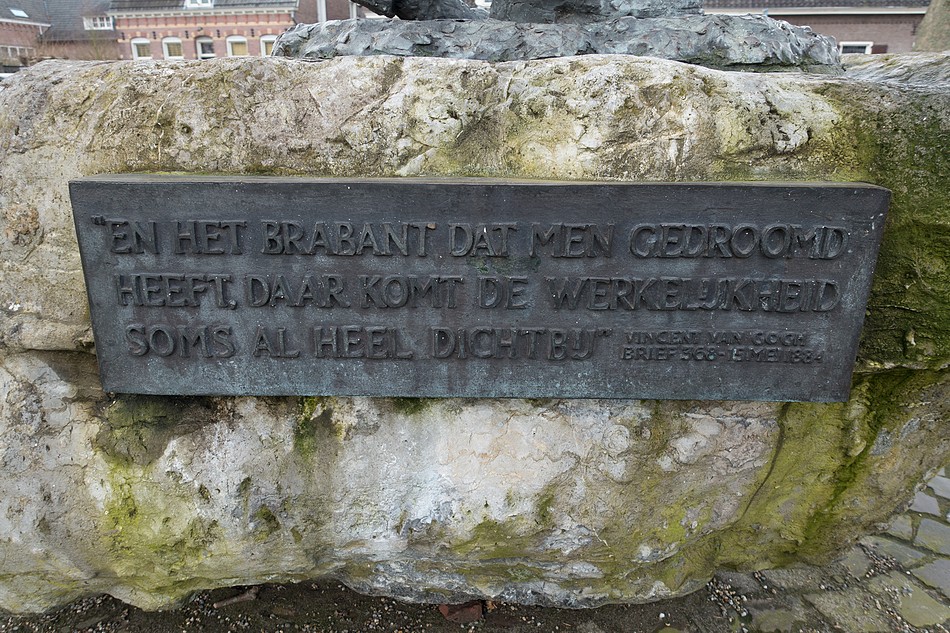 "EN HET BRABANT DAT MEN GEDROOMD
HEEFT, DAAR KOMT DE WERKELIJKHEID
SOMS AL HEEL DICHTBIJ"
VINCENT VAN GOGH
BRIEF 368-15 MEI 1884